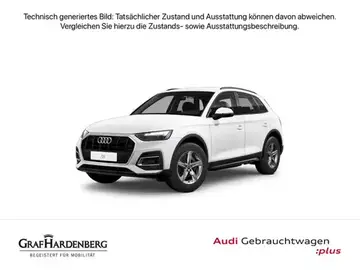 Technisch generiertes Bild: Tatsächlicher Zustand und Ausstattung können davon abweichen.
Vergleichen Sie hierzu die Zustands- sowie Ausstattungsbeschreibung.
GRAF HARDENBERG
BEGEISTERT FÜR MOBILITÄT
Audi Gebrauchtwagen
:plus